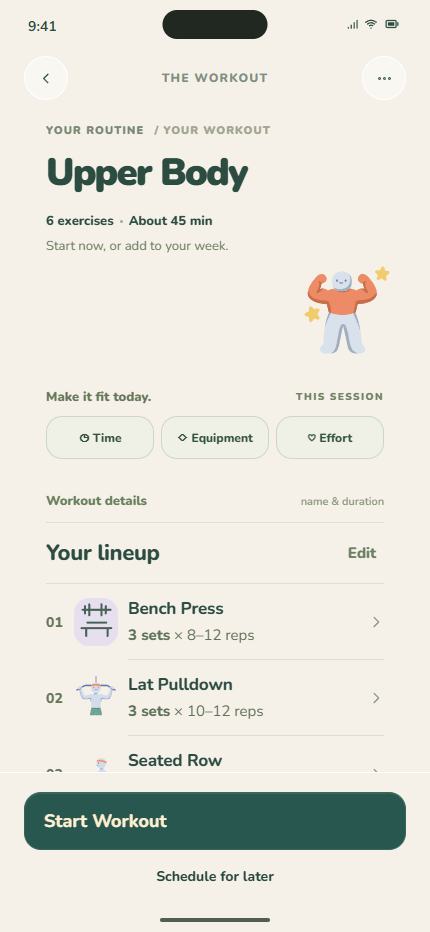 9:41
THE WORKOUT
YOUR ROUTINE / YOUR WORKOUT
Upper Body
6 exercises • About 45 min
Start now, or add to your week.
Make it fit today.
THIS SESSION
Time
Equipment
Effort
Workout details
name & duration
Your lineup
Edit
01
Bench Press
3 sets × 8–12 reps
02
Lat Pulldown
3 sets × 10–12 reps
Seated Row
Start Workout
Schedule for later